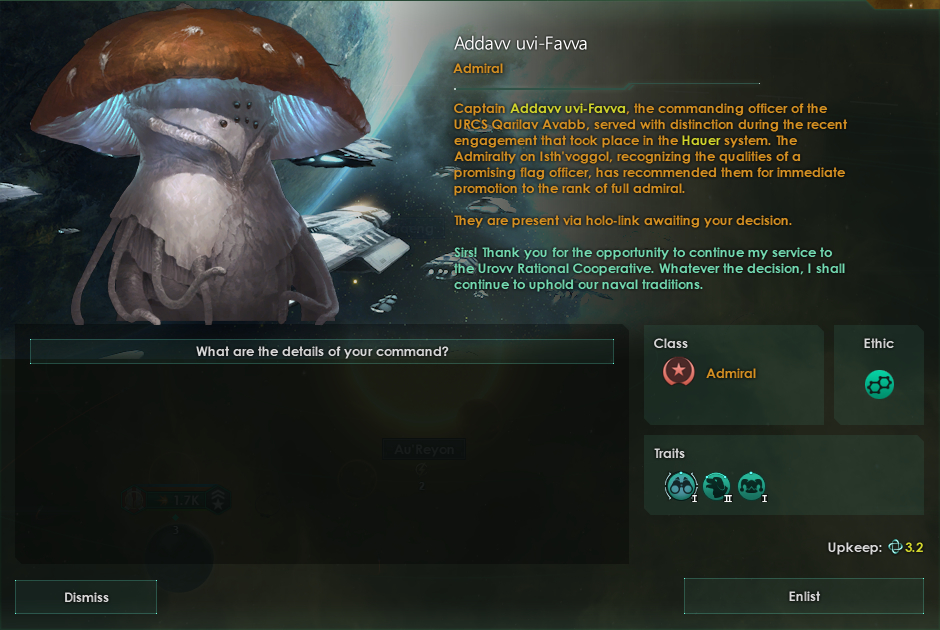 Addavv uvi-Favva
Admiral
Captain Addavv uvi-Favva, the commanding officer of the
URCS Qarilav Avabb, served with distinction during the recent
engagement that took place in the Hauer system. The
Admiralty on Isth'voggol, recognizing the qualities of a
promising flag officer, has recommended them for immediate
promotion to the rank of full admiral.
They are present via holo-link awaiting your decision.
Sirs! Thank you for the opportunity to continue my service to
the Urovv Rational Cooperative. Whatever the decision, I shall
continue to uphold our naval traditions.
What are the details of your command?
Class
Admiral
Ethic
Au'Reyon
Traits
I
II
I
1.7K
3
Upkeep: 3.2
Dismiss
Enlist